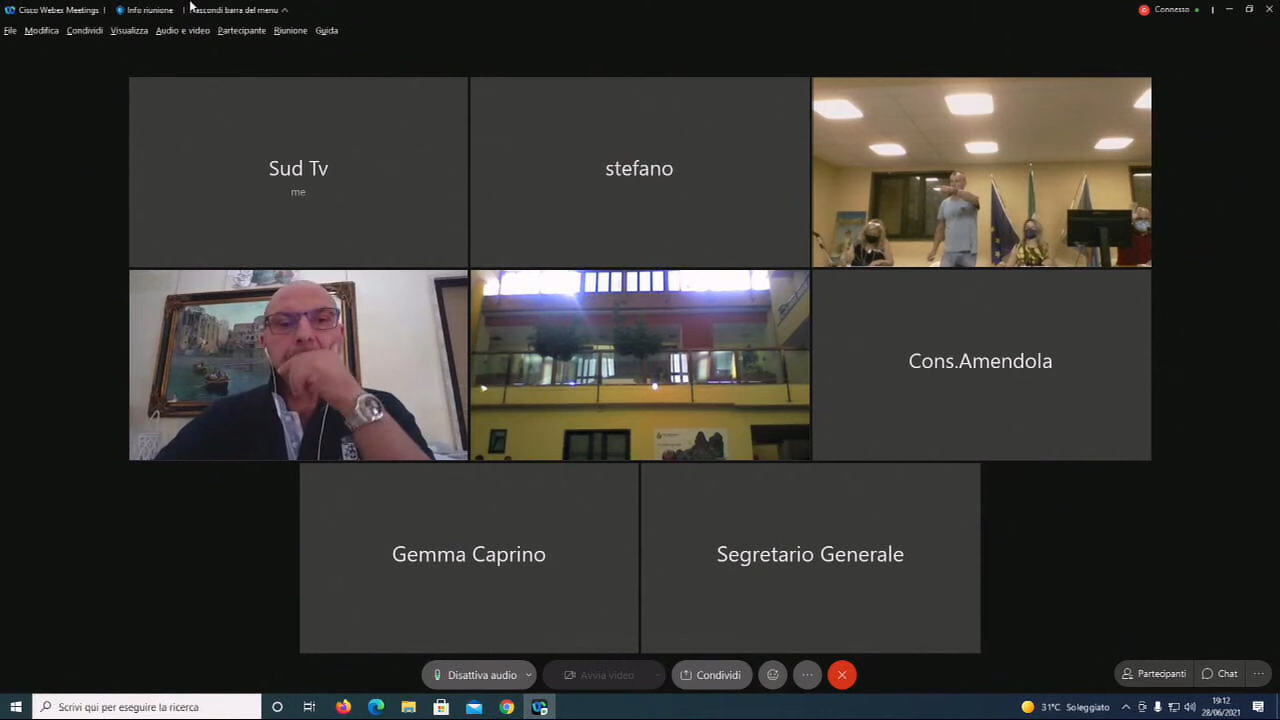 Cisco Webex Meetings
Info riunione
Nascondi barra del menu
Connesso
File Modifica Condividi Visualizza Audio e video Partecipante Riunione Guida
Sud Tv
me
stefano
Cons.Amendola
Gemma Caprino
Segretario Generale
Disattiva audio
Avvia video
Condividi
Partecipanti
Chat
Scrivi qui per eseguire la ricerca
31°C Soleggiato
19:12
28/06/2021